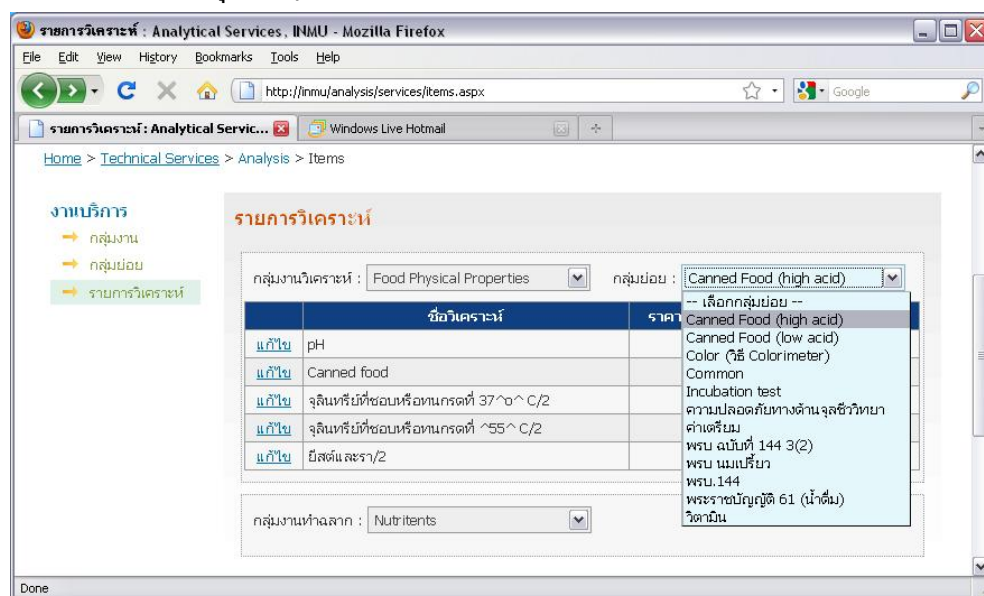 รายการวิเคราะห์ : Analytical Services, INMU - Mozilla Firefox
File Edit View History Bookmarks Tools Help
http://inmu/analysis/services/items.aspx Google
รายการวิเคราะห์ : Analytical Servic... Windows Live Hotmail
Home > Technical Services > Analysis > Items
งานบริการ
กลุ่มงาน
กลุ่มย่อย
รายการวิเคราะห์
รายการวิเคราะห์
กลุ่มงานวิเคราะห์ : Food Physical Properties กลุ่มย่อย : Canned Food (high acid)
ชื่อวิเคราะห์ ราคา
แก้ไข pH
แก้ไข Canned food
แก้ไข จุลินทรีย์ที่ชอบหรือทนกรดที่ 37^o^ C/2
แก้ไข จุลินทรีย์ที่ชอบหรือทนกรดที่ ^55^ C/2
แก้ไข ยีสต์และรา/2
-- เลือกกลุ่มย่อย --
Canned Food (high acid)
Canned Food (low acid)
Color (วิธี Colorimeter)
Common
Incubation test
ความปลอดภัยทางด้านจุลชีววิทยา
ค่าเตรียม
พรบ ฉบับที่ 144 3(2)
พรบ นมเปรี้ยว
พรบ.144
พระราชบัญญัติ 61 (น้ำดื่ม)
วิตามิน
กลุ่มงานทำฉลาก : Nutritents
Done